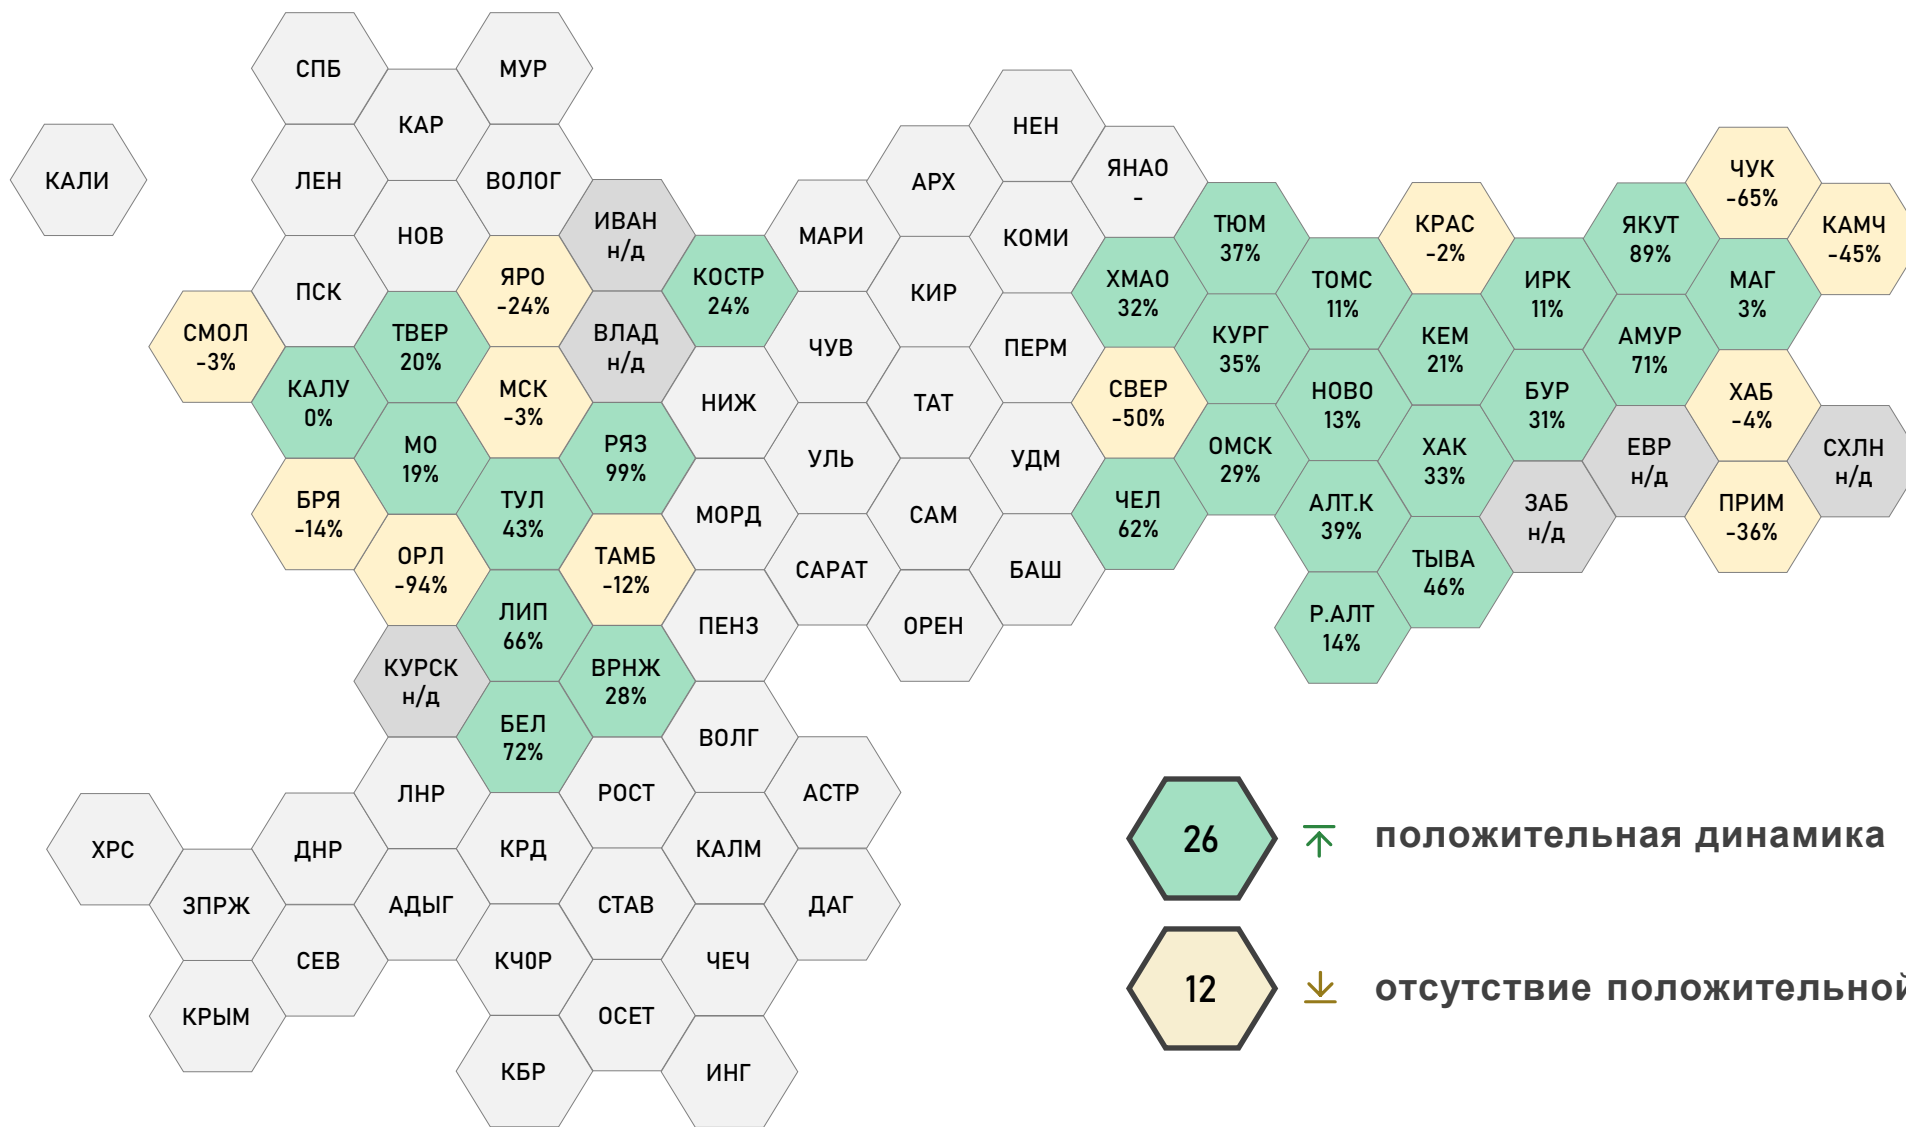 СПБ
МУР
КАР
НЕН
КАЛИ
ЛЕН
ВОЛОГ
АРХ
ЯНАО
-
ЧУК
-65%
ИВАН
н/д
НОВ
МАРИ
КОМИ
ТЮМ
37%
КРАС
-2%
ЯКУТ
89%
КАМЧ
-45%
ПСК
ЯРО
-24%
КОСТР
24%
КИР
ХМАО
32%
ТОМС
11%
ИРК
11%
МАГ
3%
СМОЛ
-3%
ТВЕР
20%
ВЛАД
н/д
ЧУВ
ПЕРМ
КУРГ
35%
КЕМ
21%
АМУР
71%
КАЛУ
0%
МСК
-3%
НИЖ
ТАТ
СВЕР
-50%
НОВО
13%
БУР
31%
ХАБ
-4%
МО
19%
РЯЗ
99%
УЛЬ
УДМ
ОМСК
29%
ХАК
33%
ЕВР
н/д
СХЛН
н/д
БРЯ
-14%
ТУЛ
43%
МОРД
САМ
ЧЕЛ
62%
АЛТ.К
39%
ЗАБ
н/д
ПРИМ
-36%
ОРЛ
-94%
ТАМБ
-12%
САРАТ
БАШ
ТЫВА
46%
ЛИП
66%
ПЕНЗ
ОРЕН
Р.АЛТ
14%
КУРСК
н/д
ВРНЖ
28%
БЕЛ
72%
ВОЛГ
ЛНР
РОСТ
АСТР
ХРС
ДНР
КРД
КАЛМ
26
положительная динамика
ЗПРЖ
АДЫГ
СТАВ
ДАГ
СЕВ
КЧ0Р
ЧЕЧ
12
отсутствие положительной
КРЫМ
ОСЕТ
КБР
ИНГ